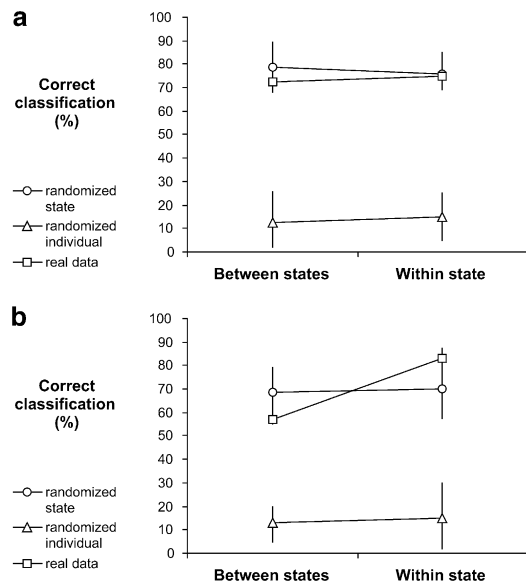 a
Correct
classification
(%)
randomized
state
randomized
individual
real data
100
90
80
70
60
50
40
30
20
10
0
Between states
Within state
b
Correct
classification
(%)
randomized
state
randomized
individual
real data
100
90
80
70
60
50
40
30
20
10
0
Between states
Within state